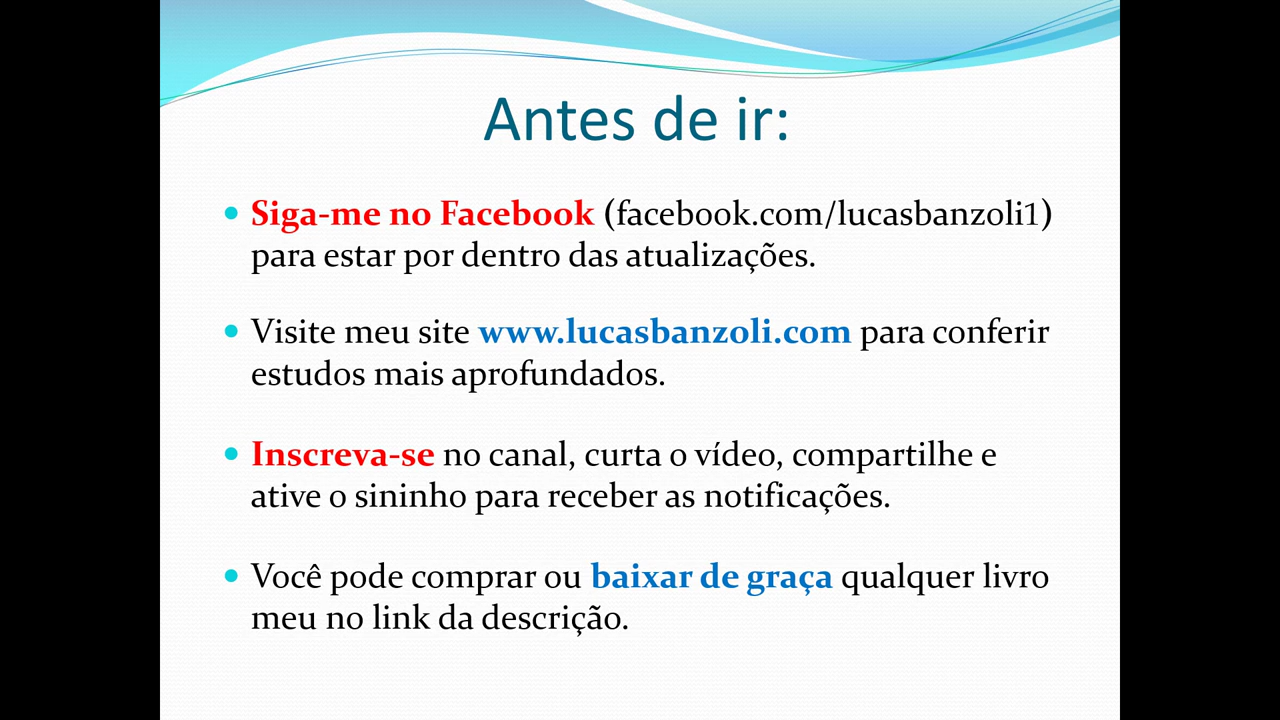 Antes de ir:
Siga-me no Facebook (facebook.com/lucasbanzoli1)
para estar por dentro das atualizações.
Visite meu site www.lucasbanzoli.com para conferir
estudos mais aprofundados.
Inscreva-se no canal, curta o vídeo, compartilhe e
ative o sininho para receber as notificações.
Você pode comprar ou baixar de graça qualquer livro
meu no link da descrição.